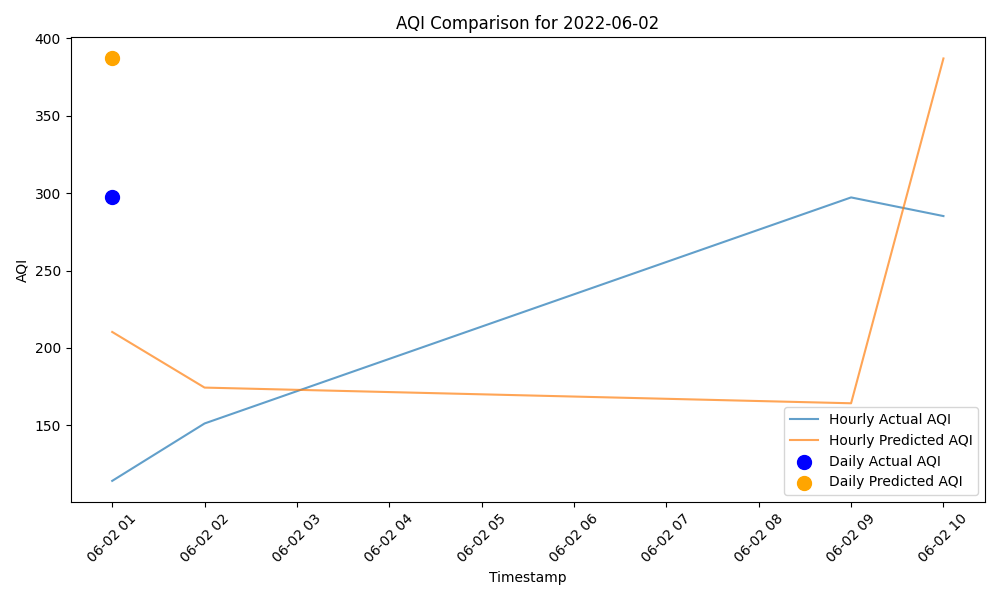 AQI Comparison for 2022-06-02
AQI
400
350
300
250
200
150
06-02 01
06-02 02
06-02 03
06-02 04
06-02 05
06-02 06
06-02 07
06-02 08
06-02 09
06-02 10
Timestamp
Hourly Actual AQI
Hourly Predicted AQI
Daily Actual AQI
Daily Predicted AQI